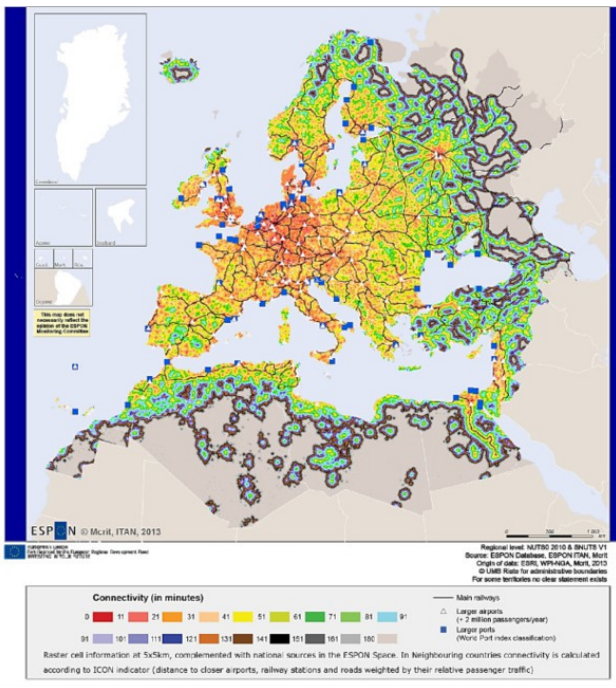 This map does not
necessarily reflect the
opinion of the ESPON
Monitoring Committee
ESPON © Mcrit, ITAN, 2013
Regional level: NUTS0 2010 & SNUTS V1
Source: ESPON Database, ESPON ITAN, Mcrit
Origin of data: ESRI, WPI-NGA, Mcrit, 2013
© UMS Riate for administrative boundaries
For some territories no clear statement exists
Connectivity (in minutes)
0 11 21 31 41 51 61 71 81 91
91 101 111 121 131 141 151 161 180
Main railways
Larger airports
(+ 2 million passengers/year)
Larger ports
(World Port index classification)
Raster cell information at 5x5km, complemented with national sources in the ESPON Space. In Neighbouring countries connectivity is calculated
according to ICON indicator (distance to closer airports, railway stations and roads weighted by their relative passenger traffic)